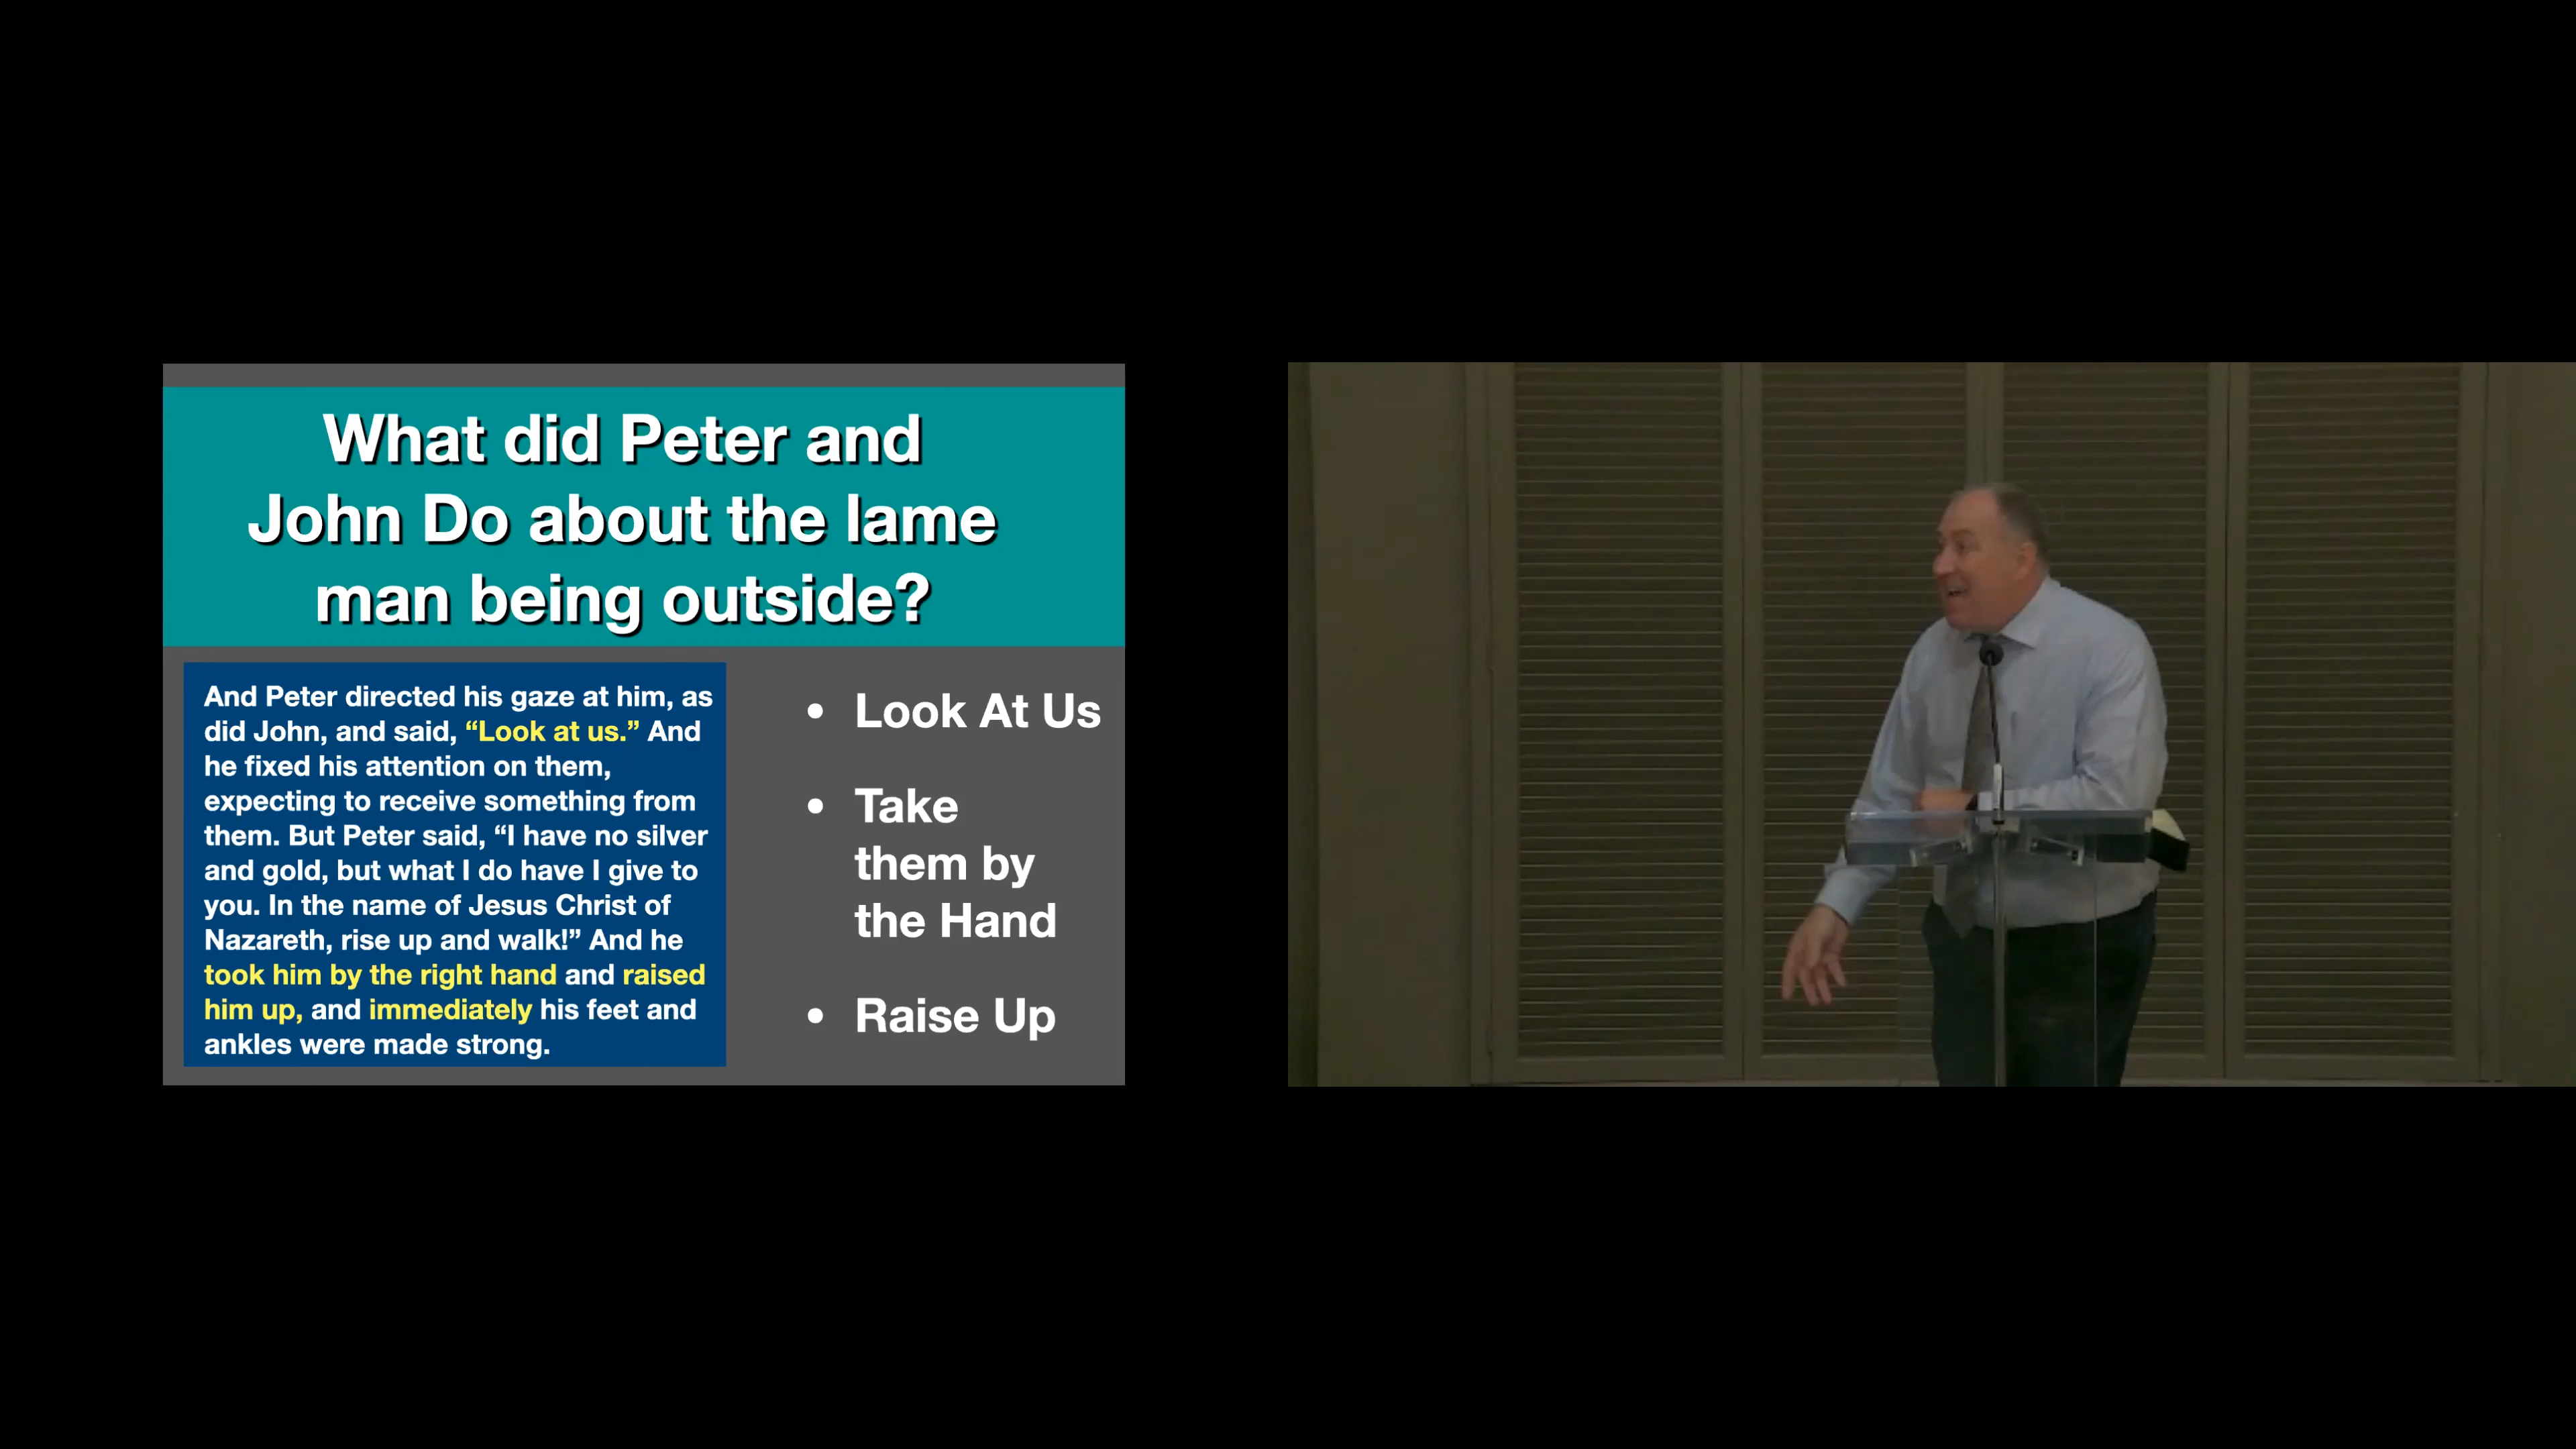 What did Peter and
John Do about the lame
man being outside?
And Peter directed his gaze at him, as
did John, and said, “Look at us.” And
he fixed his attention on them,
expecting to receive something from
them. But Peter said, “I have no silver
and gold, but what I do have I give to
you. In the name of Jesus Christ of
Nazareth, rise up and walk!” And he
took him by the right hand and raised
him up, and immediately his feet and
ankles were made strong.
• Look At Us
• Take
them by
the Hand
• Raise Up